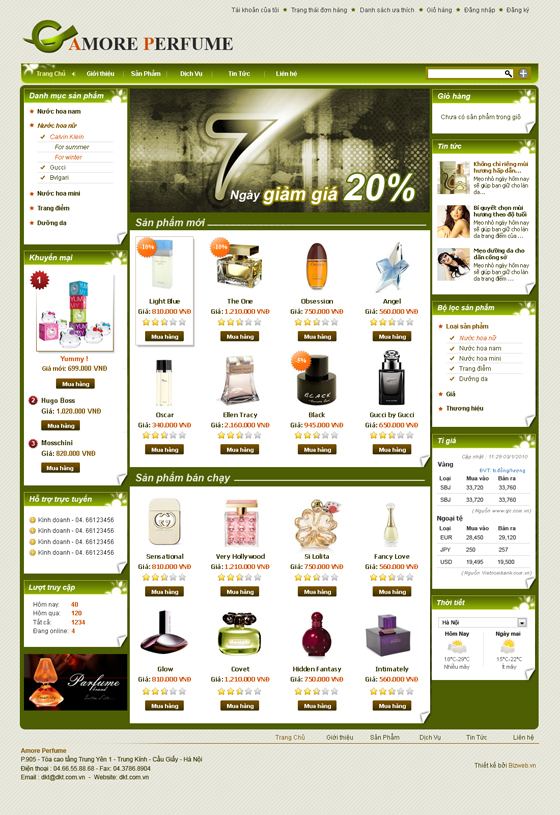 Tài khoản của tôi Trạng thái đơn hàng Danh sách ưa thích Giỏ hàng Đăng nhập Đăng ký
AMORE PERFUME
Trang Chủ Giới thiệu Sản Phẩm Dịch Vụ Tin Tức Liên hệ
Danh mục sản phẩm
Nước hoa nam
Nước hoa nữ
Calvin Klein
For summer
For winter
Gucci
Bvlgari
Nước hoa mini
Trang điểm
Dưỡng da
Khuyến mại
1
YUMMY
Yummy !
Giá mới: 699.000 VNĐ
Mua hàng
2 Hugo Boss
Giá: 1.020.000 VNĐ
Mua hàng
3 Mosschini
Giá: 820.000 VNĐ
Mua hàng
Hỗ trợ trực tuyến
Kinh doanh - 04. 66123456
Kinh doanh - 04. 66123456
Kinh doanh - 04. 66123456
Kinh doanh - 04. 66123456
Lượt truy cập
Hôm nay: 40
Hôm qua: 120
Tất cả: 1234
Đang online: 4
Parfume
7 Ngày giảm giá 20%
Sản phẩm mới
-10% -10%
Light Blue The One Obsession Angel
Giá: 810.000 VNĐ Giá: 1.210.000 VNĐ Giá: 750.000 VNĐ Giá: 560.000 VNĐ
Mua hàng Mua hàng Mua hàng Mua hàng
-5%
BLACK
Oscar Ellen Tracy Black Gucci by Gucci
Giá: 340.000 VNĐ Giá: 2.160.000 VNĐ Giá: 945.000 VNĐ Giá: 650.000 VNĐ
Mua hàng Mua hàng Mua hàng Mua hàng
Sản phẩm bán chạy
Sensational Very Hollywood Si Lolita Fancy Love
Giá: 810.000 VNĐ Giá: 1.210.000 VNĐ Giá: 750.000 VNĐ Giá: 560.000 VNĐ
Mua hàng Mua hàng Mua hàng Mua hàng
Glow Covet Hidden Fantasy Intimately
Giá: 810.000 VNĐ Giá: 1.210.000 VNĐ Giá: 750.000 VNĐ Giá: 560.000 VNĐ
Mua hàng Mua hàng Mua hàng Mua hàng
Giỏ hàng
Chưa có sản phẩm trong giỏ
Tin tức
Không chỉ riêng mùi
hương hấp dẫn...
Mẹo nhỏ ngày hôm nay
sẽ giúp bạn giữ cho làn
da ...
Bí quyết chọn mùi
hương theo độ tuổi
Mẹo nhỏ ngày hôm nay
sẽ giúp bạn giữ cho làn
da trang điểm của ...
Mẹo dưỡng da cho
dân công sở
Mẹo nhỏ ngày hôm nay
sẽ giúp bạn giữ cho làn
da trang điểm ...
Bộ lọc sản phẩm
Loại sản phẩm
Nước hoa nữ
Nước hoa nam
Nước hoa mini
Trang điểm
Dưỡng da
Giá
Thương hiệu
Tỉ giá
Cập nhật : 11:29-03/1/2010
Vàng
ĐVT: tr.đồng/lượng
Loại Mua vào Bán ra
SBJ 33,720 33,760
SBJ 33,720 33,760
Ngoại tệ
Loại Mua vào Bán ra
EUR 28,450 29,120
JPY 250 257
USD 19,495 19,500
( Nguồn Vietcombank.com.vn)
Thời tiết
Hà Nội
Hôm Nay Ngày mai
18°C-29°C 15°C-22°C
Nhiều mây Ít mây
Trang Chủ Giới thiệu Sản Phẩm Dịch Vụ Tin Tức Liên hệ
Amore Perfume
P.905 - Tòa cao tầng Trung Yên 1 - Trung Kính - Cầu Giấy - Hà Nội
Điện thoại : 04.66.55.88.68 - Fax: 04.3786.8904
Email : dkt@dkt.com.vn - Website: dkt.com.vn
Thiết kế bởi Bizweb.vn